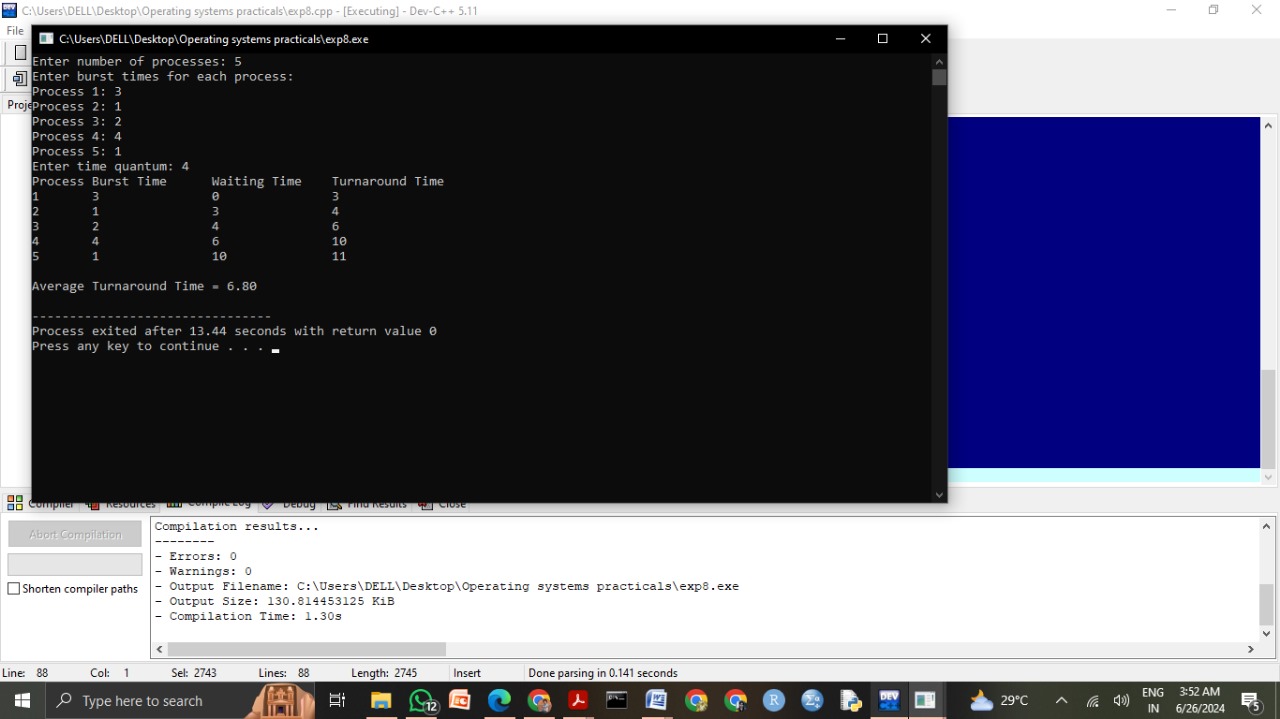 C:\Users\DELL\Desktop\Operating systems practicals\exp8.cpp - [Executing] - Dev-C++ 5.11
File
C:\Users\DELL\Desktop\Operating systems practicals\exp8.exe
Enter number of processes: 5
Enter burst times for each process:
Process 1: 3
Process 2: 1
Process 3: 2
Process 4: 4
Process 5: 1
Enter time quantum: 4
Process Burst Time Waiting Time Turnaround Time
1 3 0 3
2 1 3 4
3 2 4 6
4 4 6 10
5 1 10 11
Average Turnaround Time = 6.80
--------------------------------
Process exited after 13.44 seconds with return value 0
Press any key to continue . . .
Proje
Compiler Resources Compile Log Debug Find Results Close
Abort Compilation
Shorten compiler paths
Compilation results...
--------
- Errors: 0
- Warnings: 0
- Output Filename: C:\Users\DELL\Desktop\Operating systems practicals\exp8.exe
- Output Size: 130.814453125 KiB
- Compilation Time: 1.30s
Line: 88 Col: 1 Sel: 2743 Lines: 88 Length: 2745 Insert Done parsing in 0.141 seconds
Type here to search
12
DEV
29°C
ENG
IN
3:52 AM
6/26/2024
5